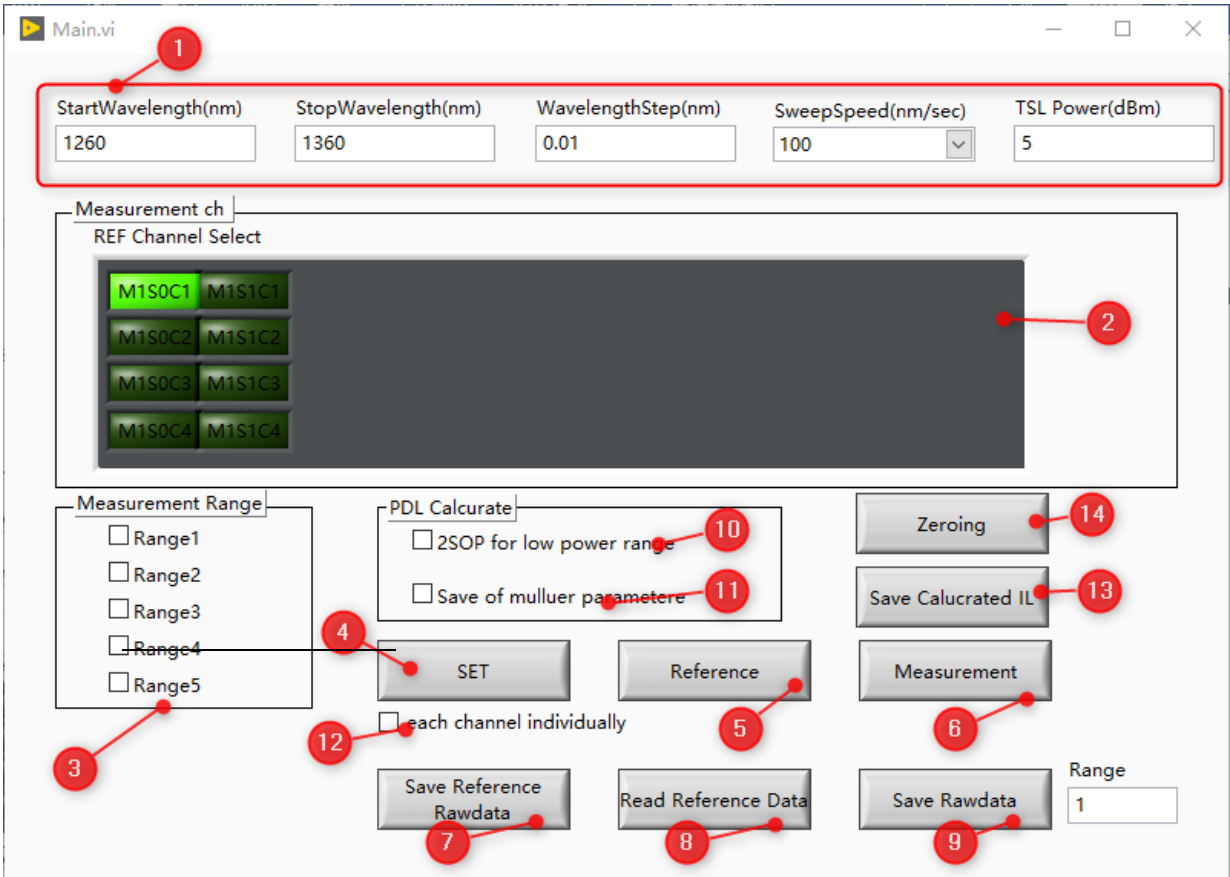 Main.vi
1
StartWavelength(nm)
StopWavelength(nm)
WavelengthStep(nm)
SweepSpeed(nm/sec)
TSL Power(dBm)
1260
1360
0.01
100
5
Measurement ch
REF Channel Select
M1S0C1
M1S1C1
2
M1S0C2
M1S1C2
M1S0C3
M1S1C3
M1S0C4
M1S1C4
Measurement Range
Range1
Range2
Range3
Range4
Range5
3
PDL Calcurate
2SOP for low power range
10
Save of mulluer parametere
11
Zeroing
14
Save Calucrated IL
13
4
SET
Reference
5
Measurement
6
each channel individually
12
Save Reference
Rawdata
7
Read Reference Data
8
Save Rawdata
9
Range
1